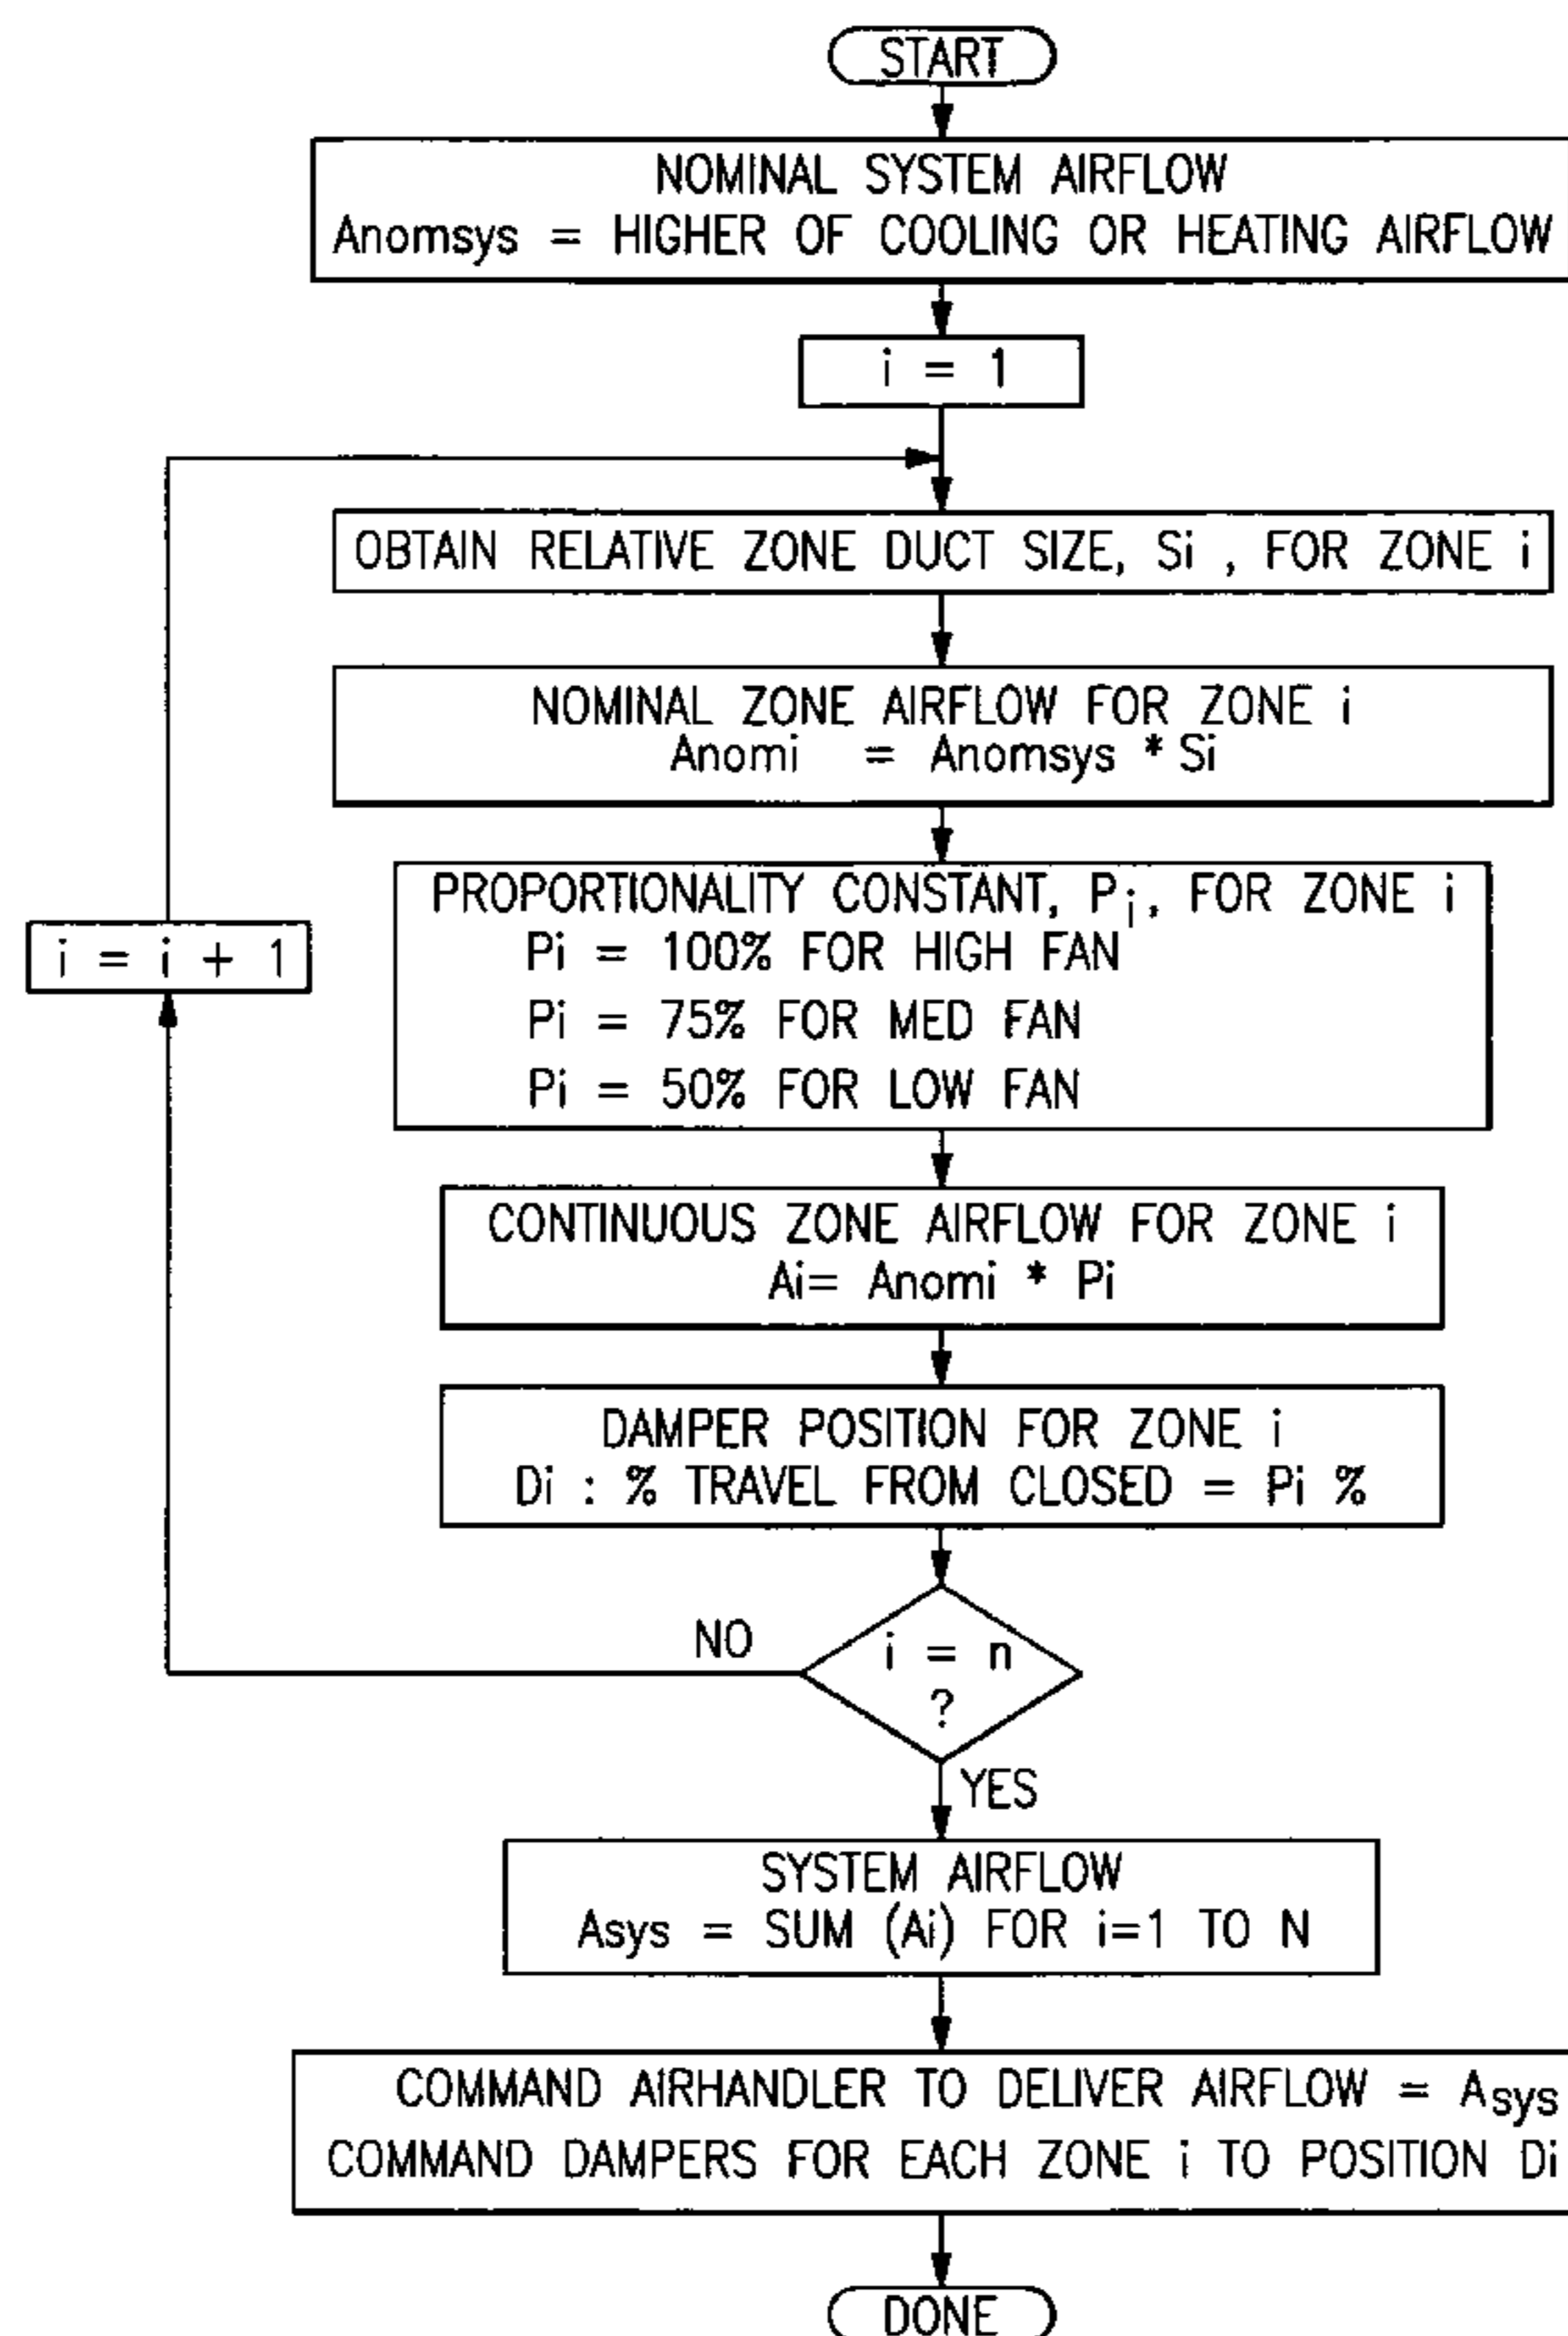 START
NOMINAL SYSTEM AIRFLOW
Anomsys = HIGHER OF COOLING OR HEATING AIRFLOW
i = 1
OBTAIN RELATIVE ZONE DUCT SIZE, Si , FOR ZONE i
NOMINAL ZONE AIRFLOW FOR ZONE i
Anomi = Anomsys * Si
PROPORTIONALITY CONSTANT, Pi, FOR ZONE i
Pi = 100% FOR HIGH FAN
Pi = 75% FOR MED FAN
Pi = 50% FOR LOW FAN
i = i + 1
CONTINUOUS ZONE AIRFLOW FOR ZONE i
Ai= Anomi * Pi
DAMPER POSITION FOR ZONE i
Di : % TRAVEL FROM CLOSED = Pi %
NO
i = n
?
YES
SYSTEM AIRFLOW
Asys = SUM (Ai) FOR i=1 TO N
COMMAND AIRHANDLER TO DELIVER AIRFLOW = Asys
COMMAND DAMPERS FOR EACH ZONE i TO POSITION Di
DONE